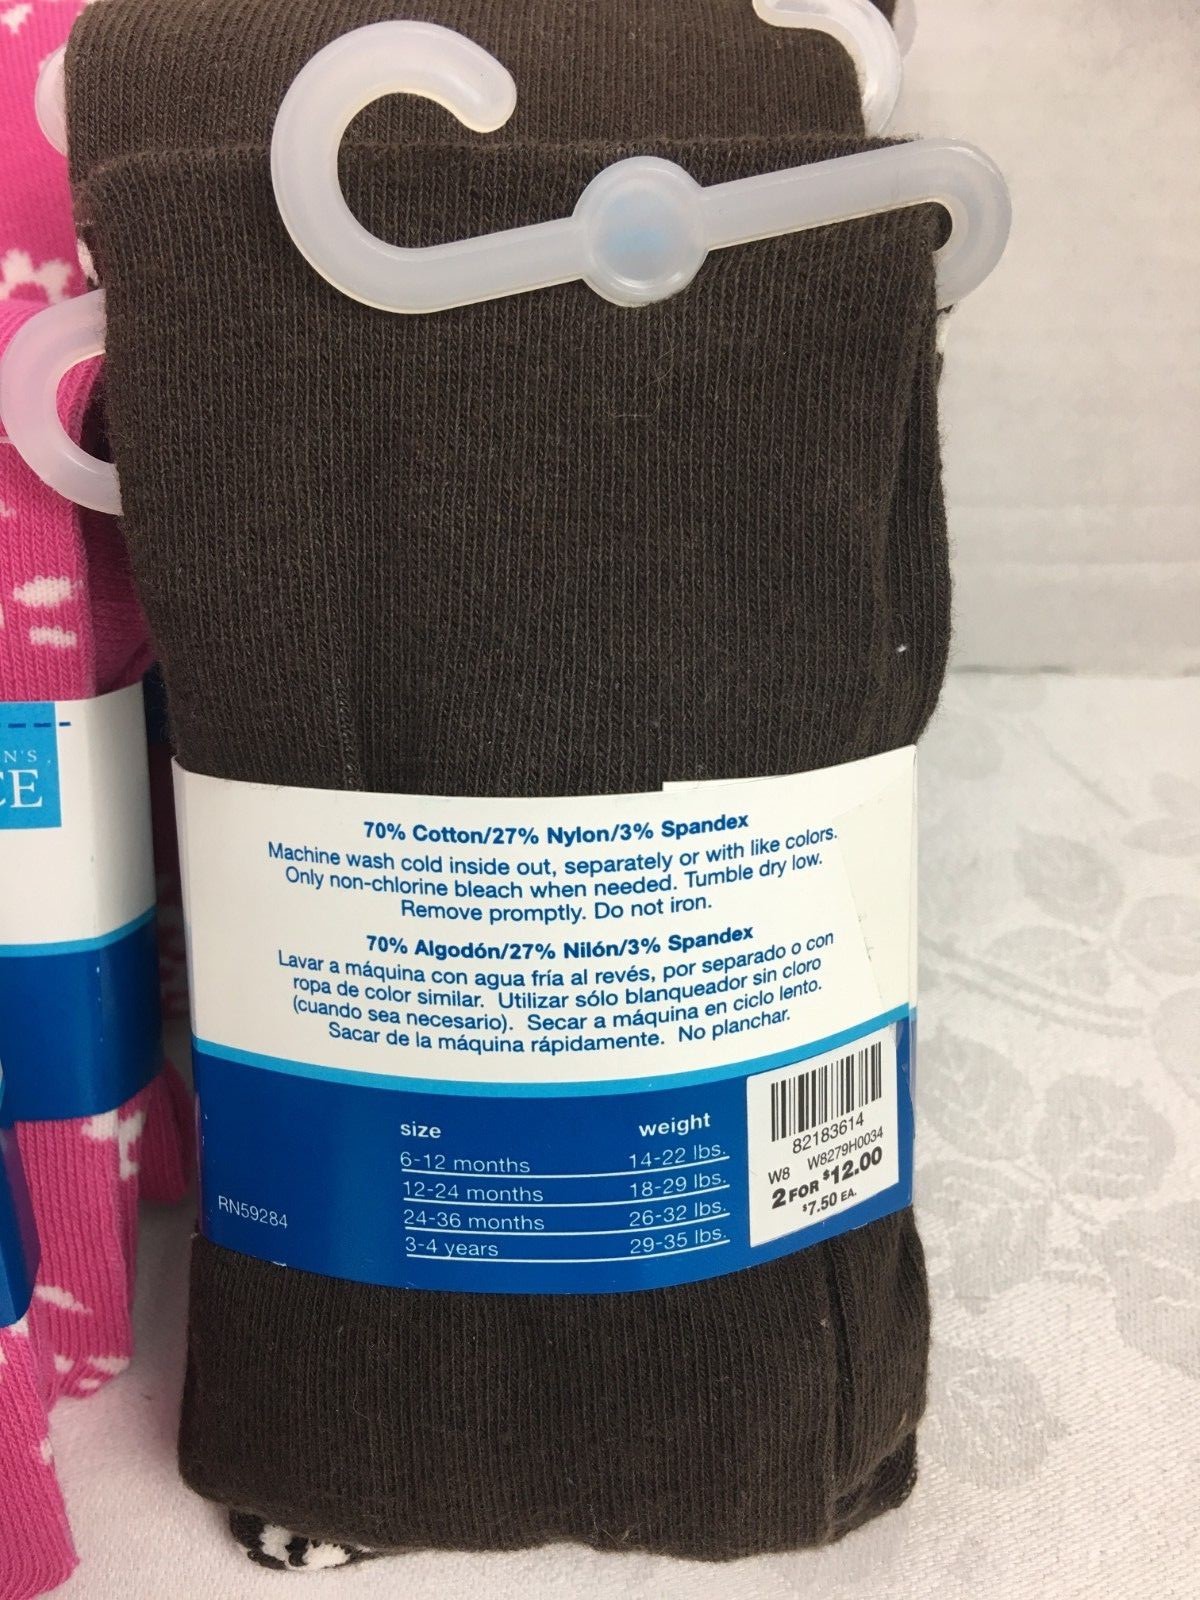 N'S
CE
70% Cotton/27% Nylon/3% Spandex
Machine wash cold inside out, separately or with like colors.
Only non-chlorine bleach when needed. Tumble dry low.
Remove promptly. Do not iron.
70% Algodón/27% Nilón/3% Spandex
Lavar a máquina con agua fría al revés, por separado o con
ropa de color similar. Utilizar sólo blanqueador sin cloro
(cuando sea necesario). Secar a máquina en ciclo lento.
Sacar de la máquina rápidamente. No planchar.
size weight
6-12 months 14-22 lbs.
12-24 months 18-29 lbs.
24-36 months 26-32 lbs.
3-4 years 29-35 lbs.
RN59284
82183614
W8 W8279H0034
2 FOR $12.00
$7.50 EA.